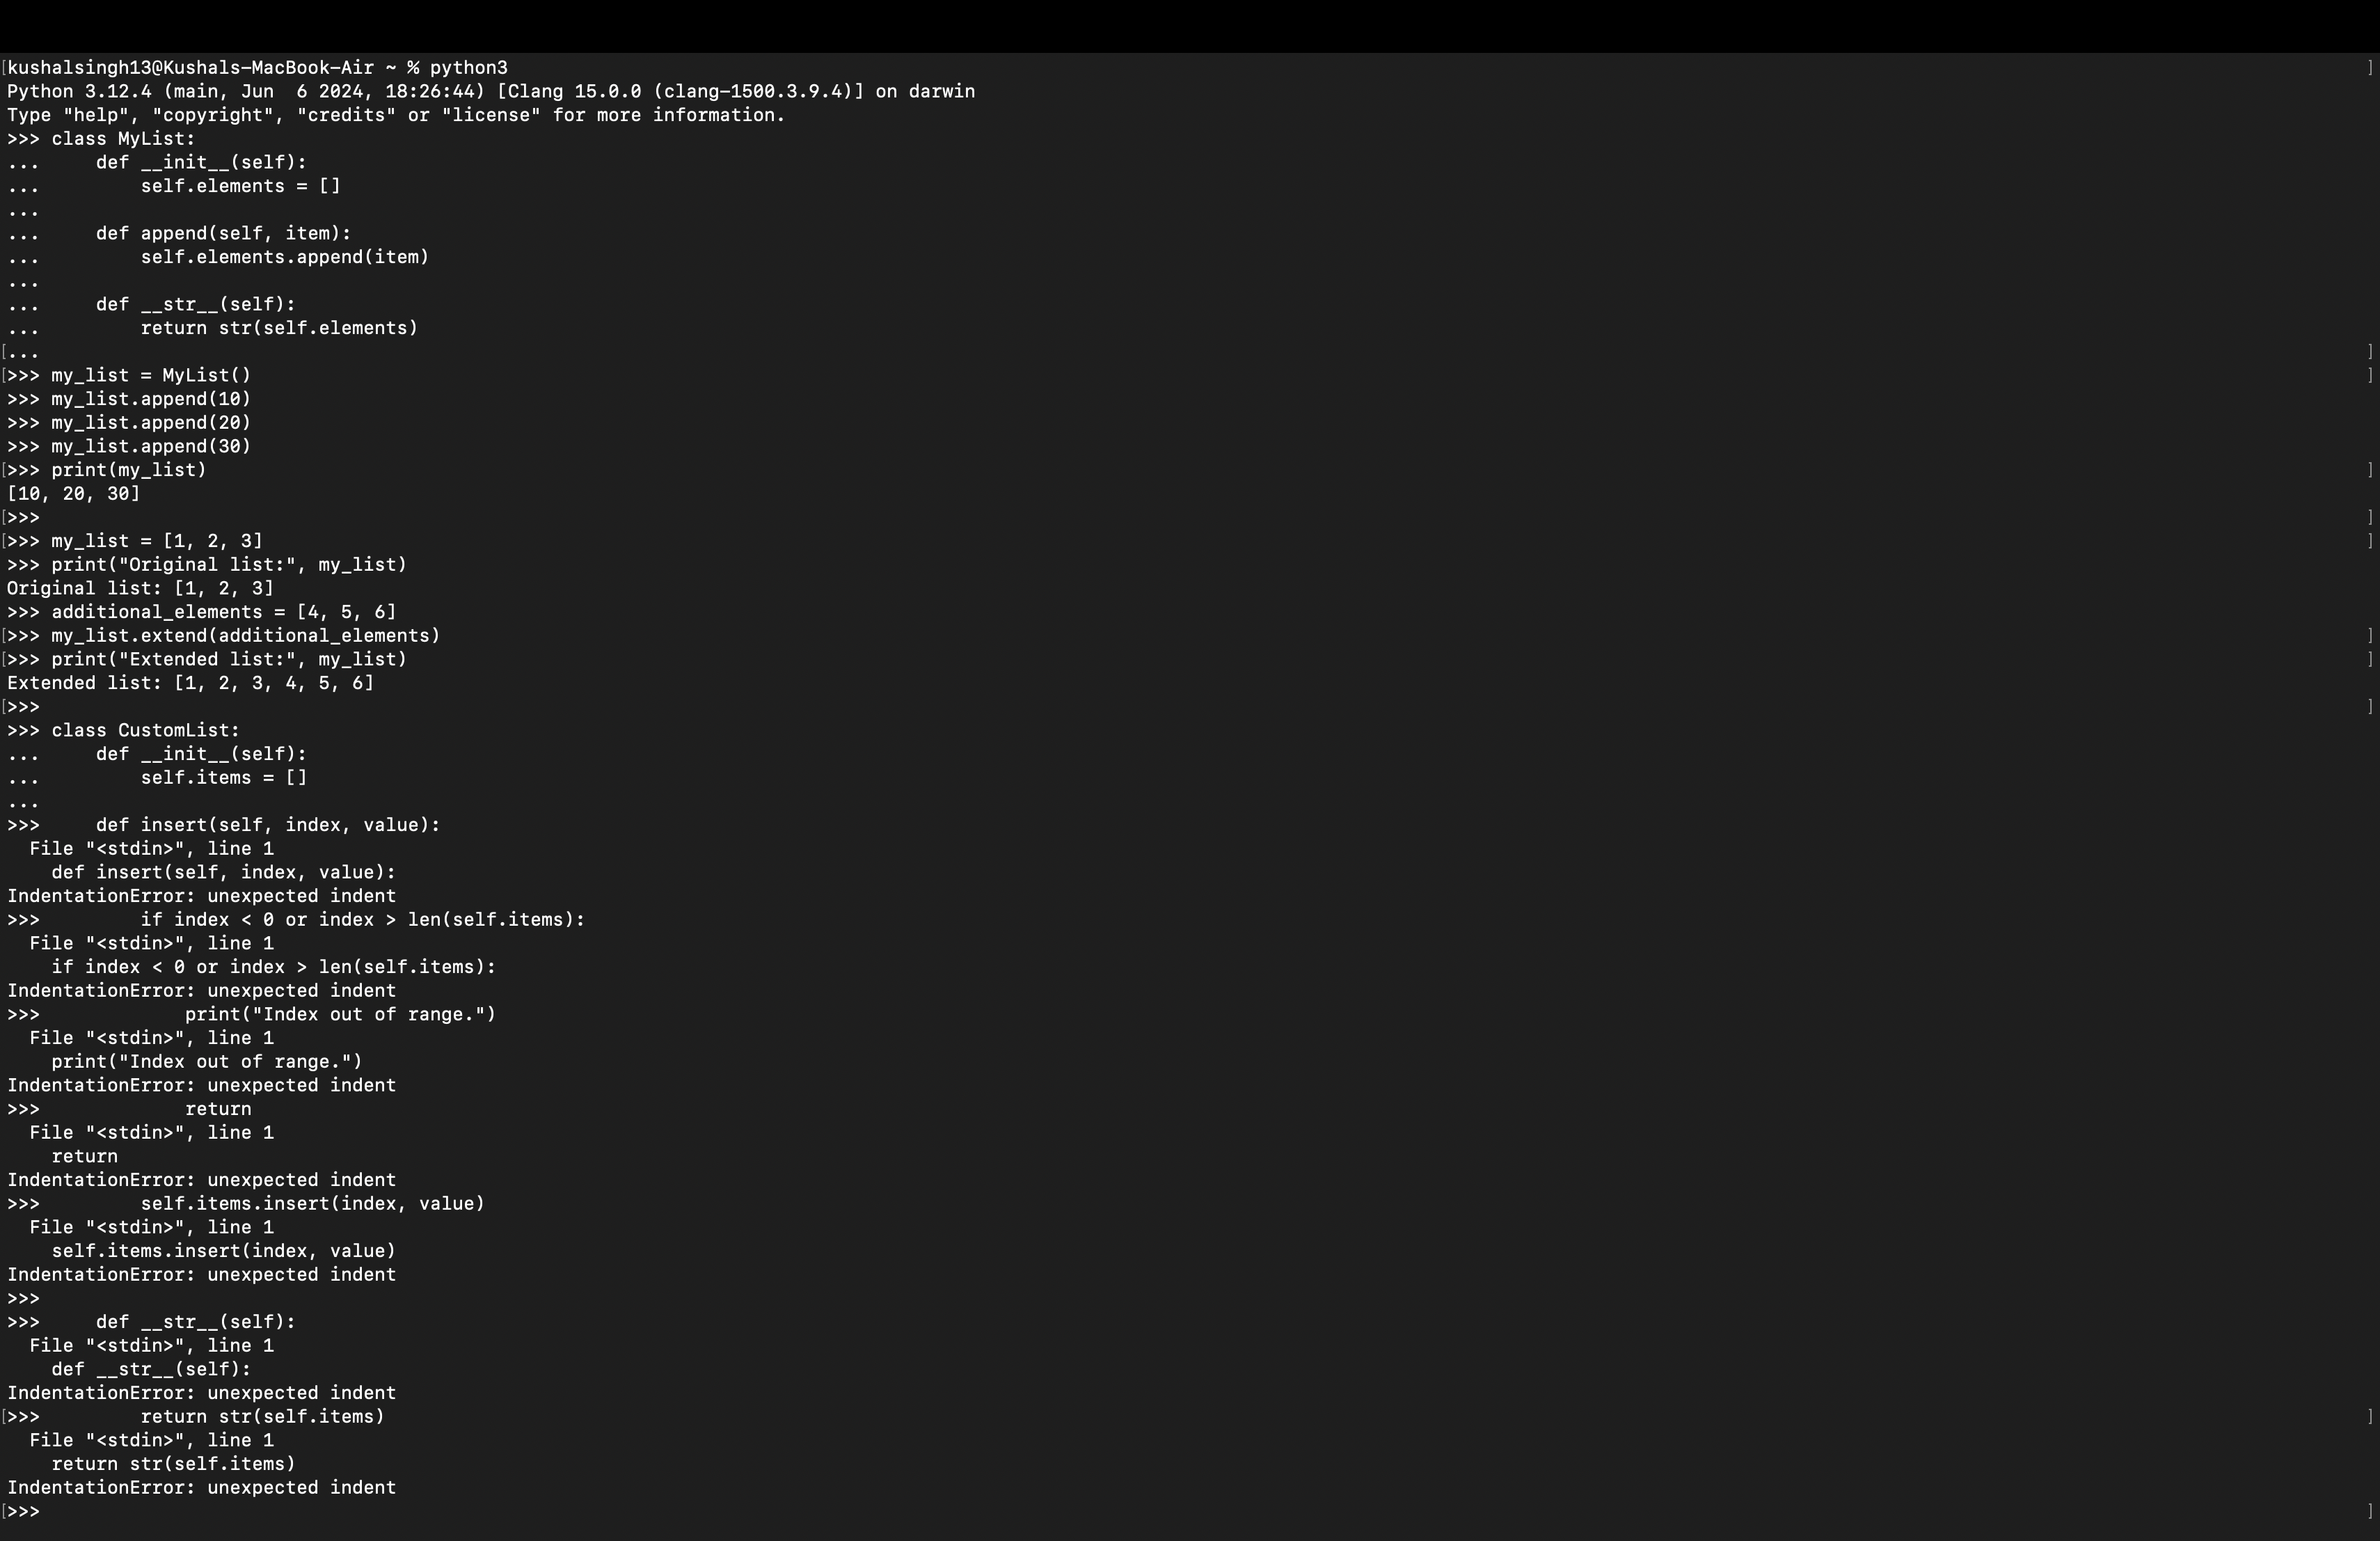 [kushalsingh13@Kushals-MacBook-Air ~ % python3 ]
Python 3.12.4 (main, Jun  6 2024, 18:26:44) [Clang 15.0.0 (clang-1500.3.9.4)] on darwin
Type "help", "copyright", "credits" or "license" for more information.
>>> class MyList:
...     def __init__(self):
...         self.elements = []
...
...     def append(self, item):
...         self.elements.append(item)
...
...     def __str__(self):
...         return str(self.elements)
[... ]
[>>> my_list = MyList() ]
>>> my_list.append(10)
>>> my_list.append(20)
>>> my_list.append(30)
[>>> print(my_list) ]
[10, 20, 30]
[>>> ]
[>>> my_list = [1, 2, 3] ]
>>> print("Original list:", my_list)
Original list: [1, 2, 3]
>>> additional_elements = [4, 5, 6]
[>>> my_list.extend(additional_elements) ]
[>>> print("Extended list:", my_list) ]
Extended list: [1, 2, 3, 4, 5, 6]
[>>> ]
>>> class CustomList:
...     def __init__(self):
...         self.items = []
...
>>>     def insert(self, index, value):
  File "<stdin>", line 1
    def insert(self, index, value):
IndentationError: unexpected indent
>>>         if index < 0 or index > len(self.items):
  File "<stdin>", line 1
    if index < 0 or index > len(self.items):
IndentationError: unexpected indent
>>>             print("Index out of range.")
  File "<stdin>", line 1
    print("Index out of range.")
IndentationError: unexpected indent
>>>             return
  File "<stdin>", line 1
    return
IndentationError: unexpected indent
>>>         self.items.insert(index, value)
  File "<stdin>", line 1
    self.items.insert(index, value)
IndentationError: unexpected indent
>>>
>>>     def __str__(self):
  File "<stdin>", line 1
    def __str__(self):
IndentationError: unexpected indent
[>>>         return str(self.items) ]
  File "<stdin>", line 1
    return str(self.items)
IndentationError: unexpected indent
[>>> ]